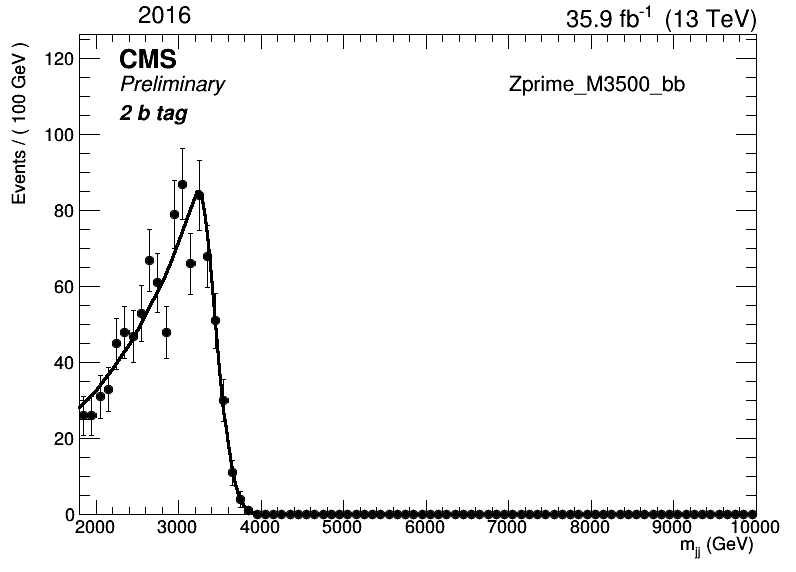 2016 35.9 fb⁻¹ (13 TeV)
CMS
Preliminary
2 b tag
Zprime_M3500_bb
Events / ( 100 GeV )
120
100
80
60
40
20
0
2000 3000 4000 5000 6000 7000 8000 9000 10000
m_jj (GeV)